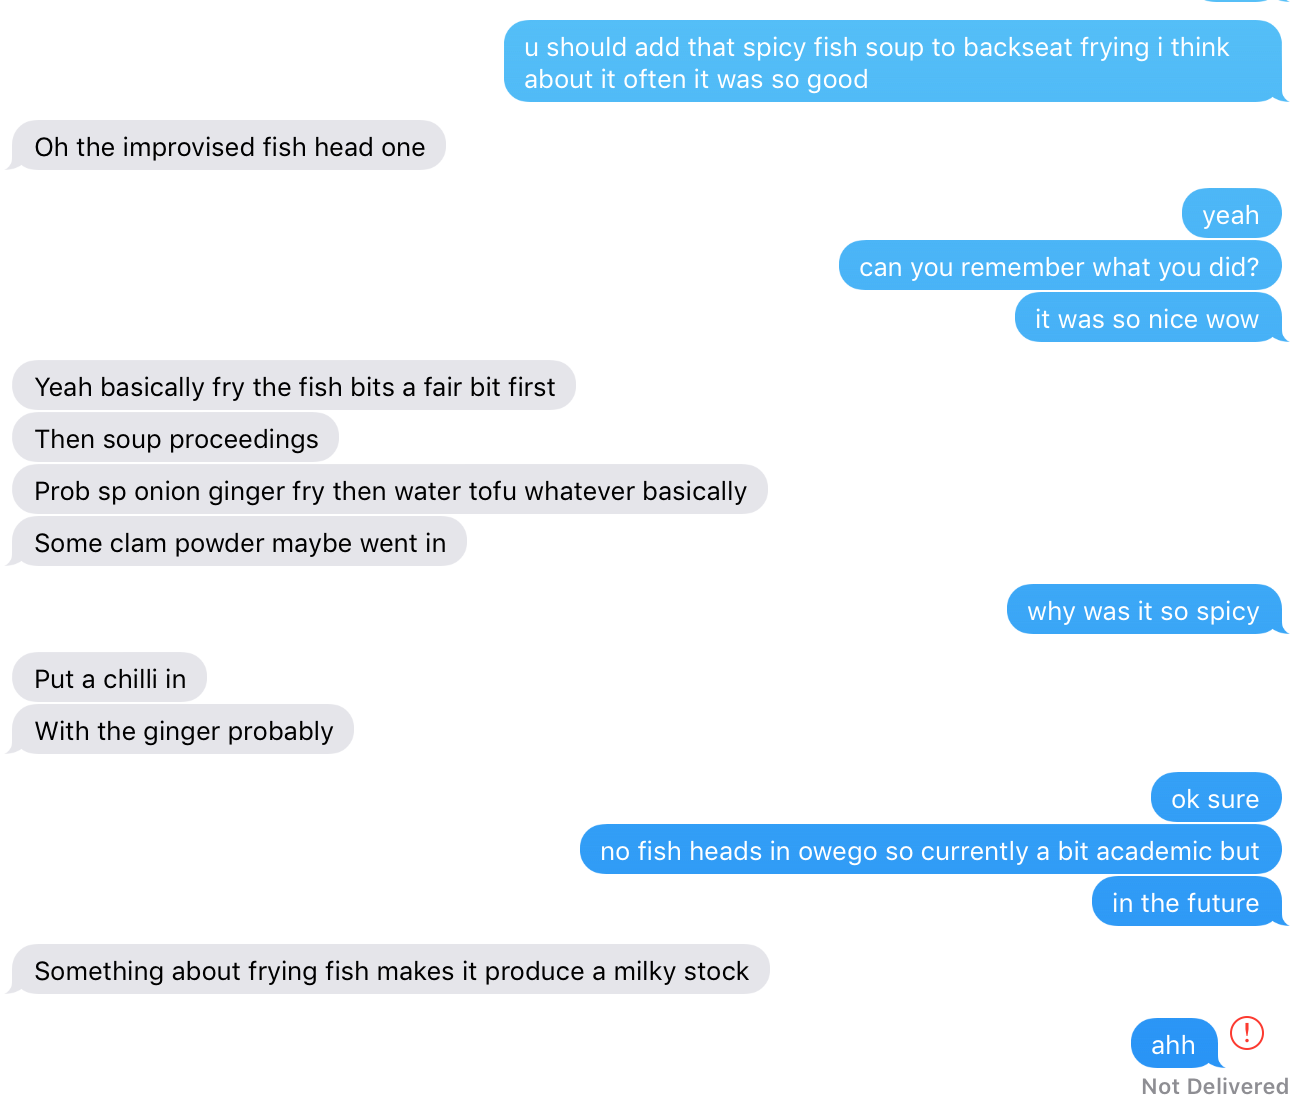 u should add that spicy fish soup to backseat frying i think
about it often it was so good
Oh the improvised fish head one
yeah
can you remember what you did?
it was so nice wow
Yeah basically fry the fish bits a fair bit first
Then soup proceedings
Prob sp onion ginger fry then water tofu whatever basically
Some clam powder maybe went in
why was it so spicy
Put a chilli in
With the ginger probably
ok sure
no fish heads in owego so currently a bit academic but
in the future
Something about frying fish makes it produce a milky stock
ahh
Not Delivered